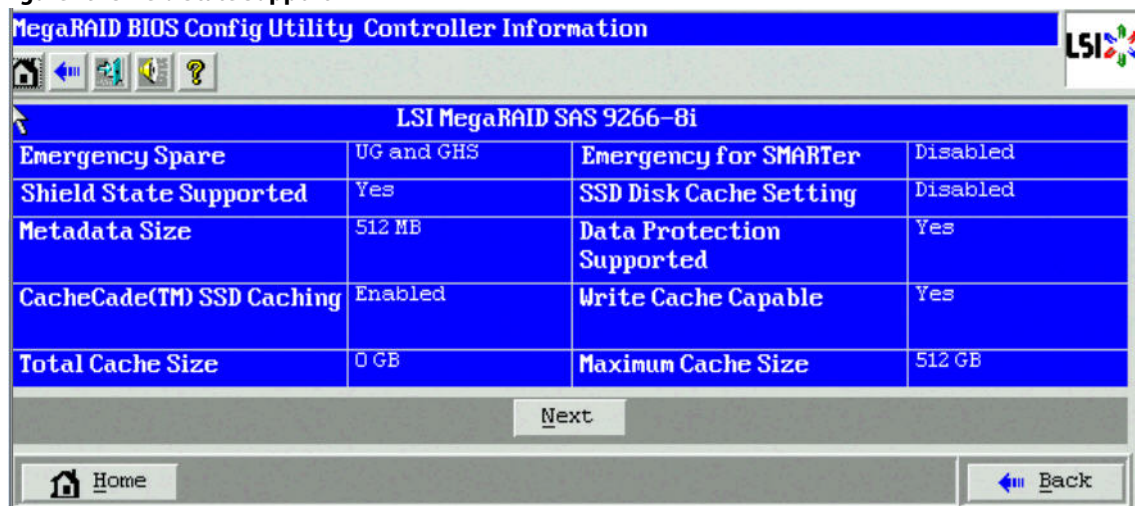 MegaRAID BIOS Config Utility Controller Information
LSI
LSI MegaRAID SAS 9266-8i
Emergency Spare UG and GHS Emergency for SMARTer Disabled
Shield State Supported Yes SSD Disk Cache Setting Disabled
Metadata Size 512 MB Data Protection Yes
Supported
CacheCade(TM) SSD Caching Enabled Write Cache Capable Yes
Total Cache Size 0 GB Maximum Cache Size 512 GB
Next
Home Back